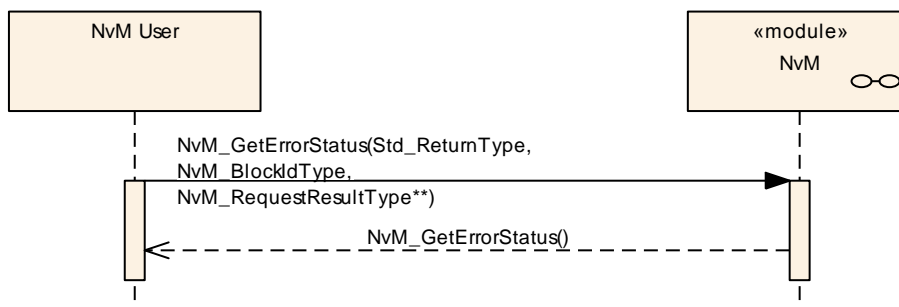 NvM User
«module»
NvM
NvM_GetErrorStatus(Std_ReturnType,
NvM_BlockIdType,
NvM_RequestResultType**)
NvM_GetErrorStatus()